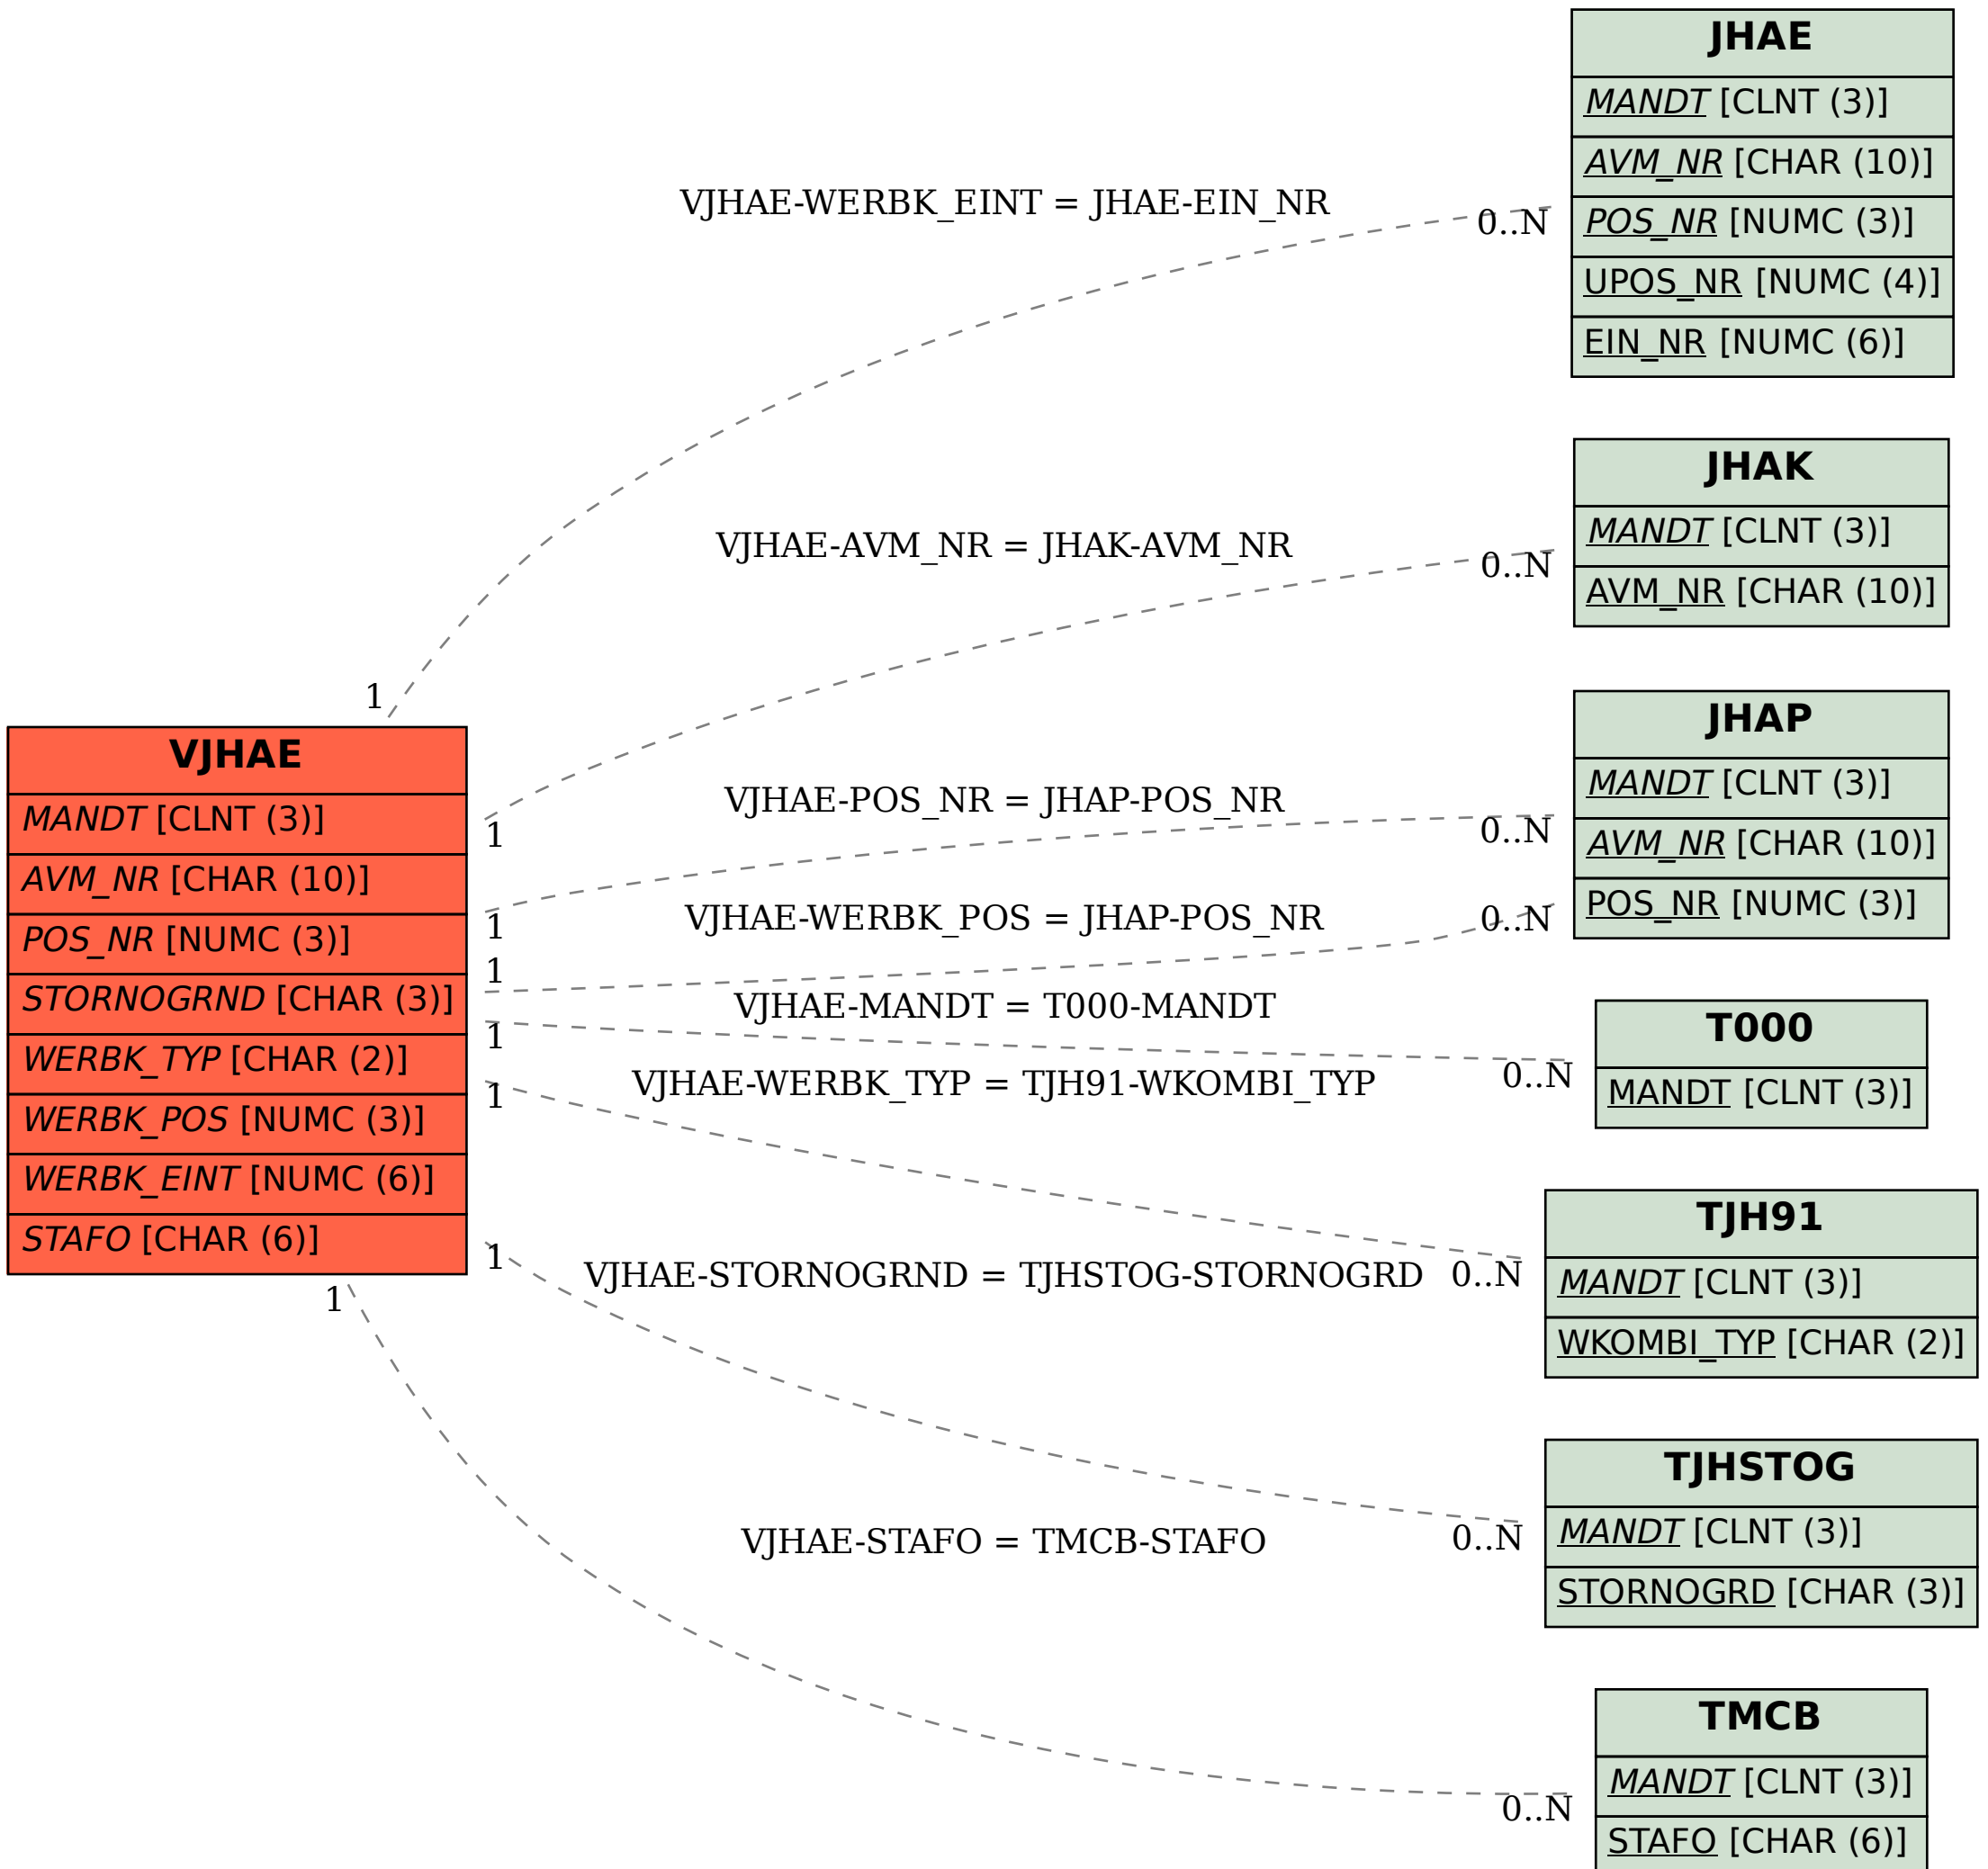 JHAE
MANDT [CLNT (3)]
AVM_NR [CHAR (10)]
POS_NR [NUMC (3)]
UPOS_NR [NUMC (4)]
EIN_NR [NUMC (6)]
VJHAE-WERBK_EINT = JHAE-EIN_NR
0..N
1
JHAK
MANDT [CLNT (3)]
AVM_NR [CHAR (10)]
VJHAE-AVM_NR = JHAK-AVM_NR
0..N
1
VJHAE
MANDT [CLNT (3)]
AVM_NR [CHAR (10)]
POS_NR [NUMC (3)]
STORNOGRND [CHAR (3)]
WERBK_TYP [CHAR (2)]
WERBK_POS [NUMC (3)]
WERBK_EINT [NUMC (6)]
STAFO [CHAR (6)]
JHAP
MANDT [CLNT (3)]
AVM_NR [CHAR (10)]
POS_NR [NUMC (3)]
VJHAE-POS_NR = JHAP-POS_NR
0..N
1
VJHAE-WERBK_POS = JHAP-POS_NR
0..N
1
VJHAE-MANDT = T000-MANDT
0..N
1
T000
MANDT [CLNT (3)]
VJHAE-WERBK_TYP = TJH91-WKOMBI_TYP
0..N
1
TJH91
MANDT [CLNT (3)]
WKOMBI_TYP [CHAR (2)]
VJHAE-STORNOGRND = TJHSTOG-STORNOGRD
0..N
1
TJHSTOG
MANDT [CLNT (3)]
STORNOGRD [CHAR (3)]
VJHAE-STAFO = TMCB-STAFO
0..N
1
TMCB
MANDT [CLNT (3)]
STAFO [CHAR (6)]